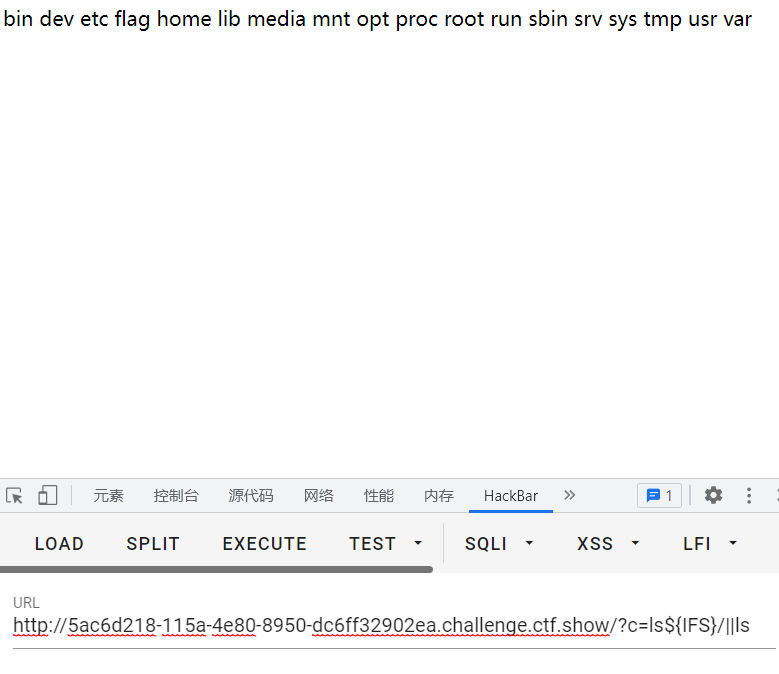 bin dev etc flag home lib media mnt opt proc root run sbin srv sys tmp usr var
元素 控制台 源代码 网络 性能 内存 HackBar » 1
LOAD SPLIT EXECUTE TEST SQLI XSS LFI
URL
http://5ac6d218-115a-4e80-8950-dc6ff32902ea.challenge.ctf.show/?c=ls${IFS}/||ls